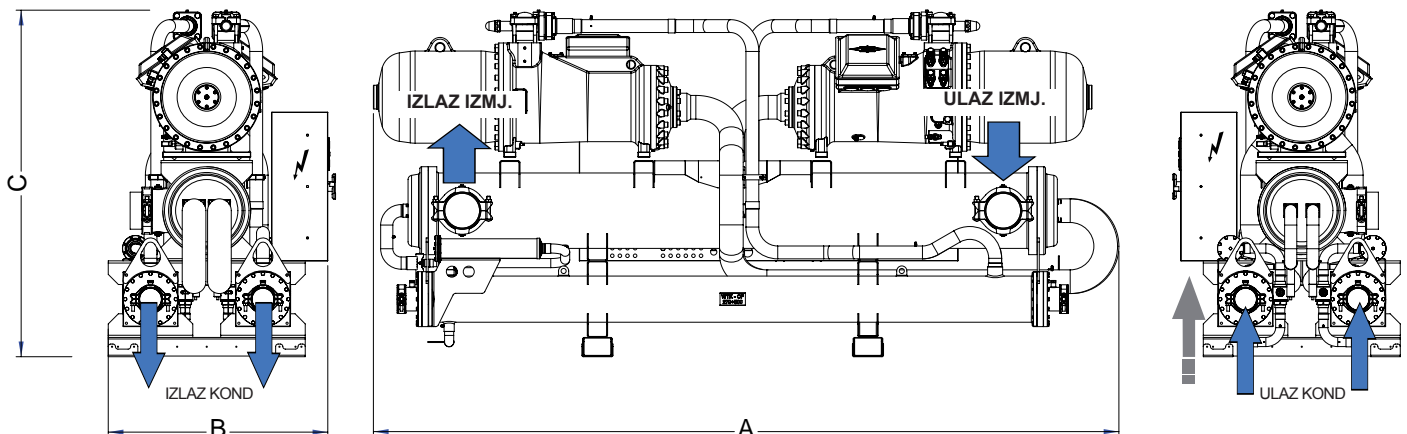 C
IZLAZ IZMJ.
ULAZ IZMJ.
IZLAZ KOND
ULAZ KOND
B
A